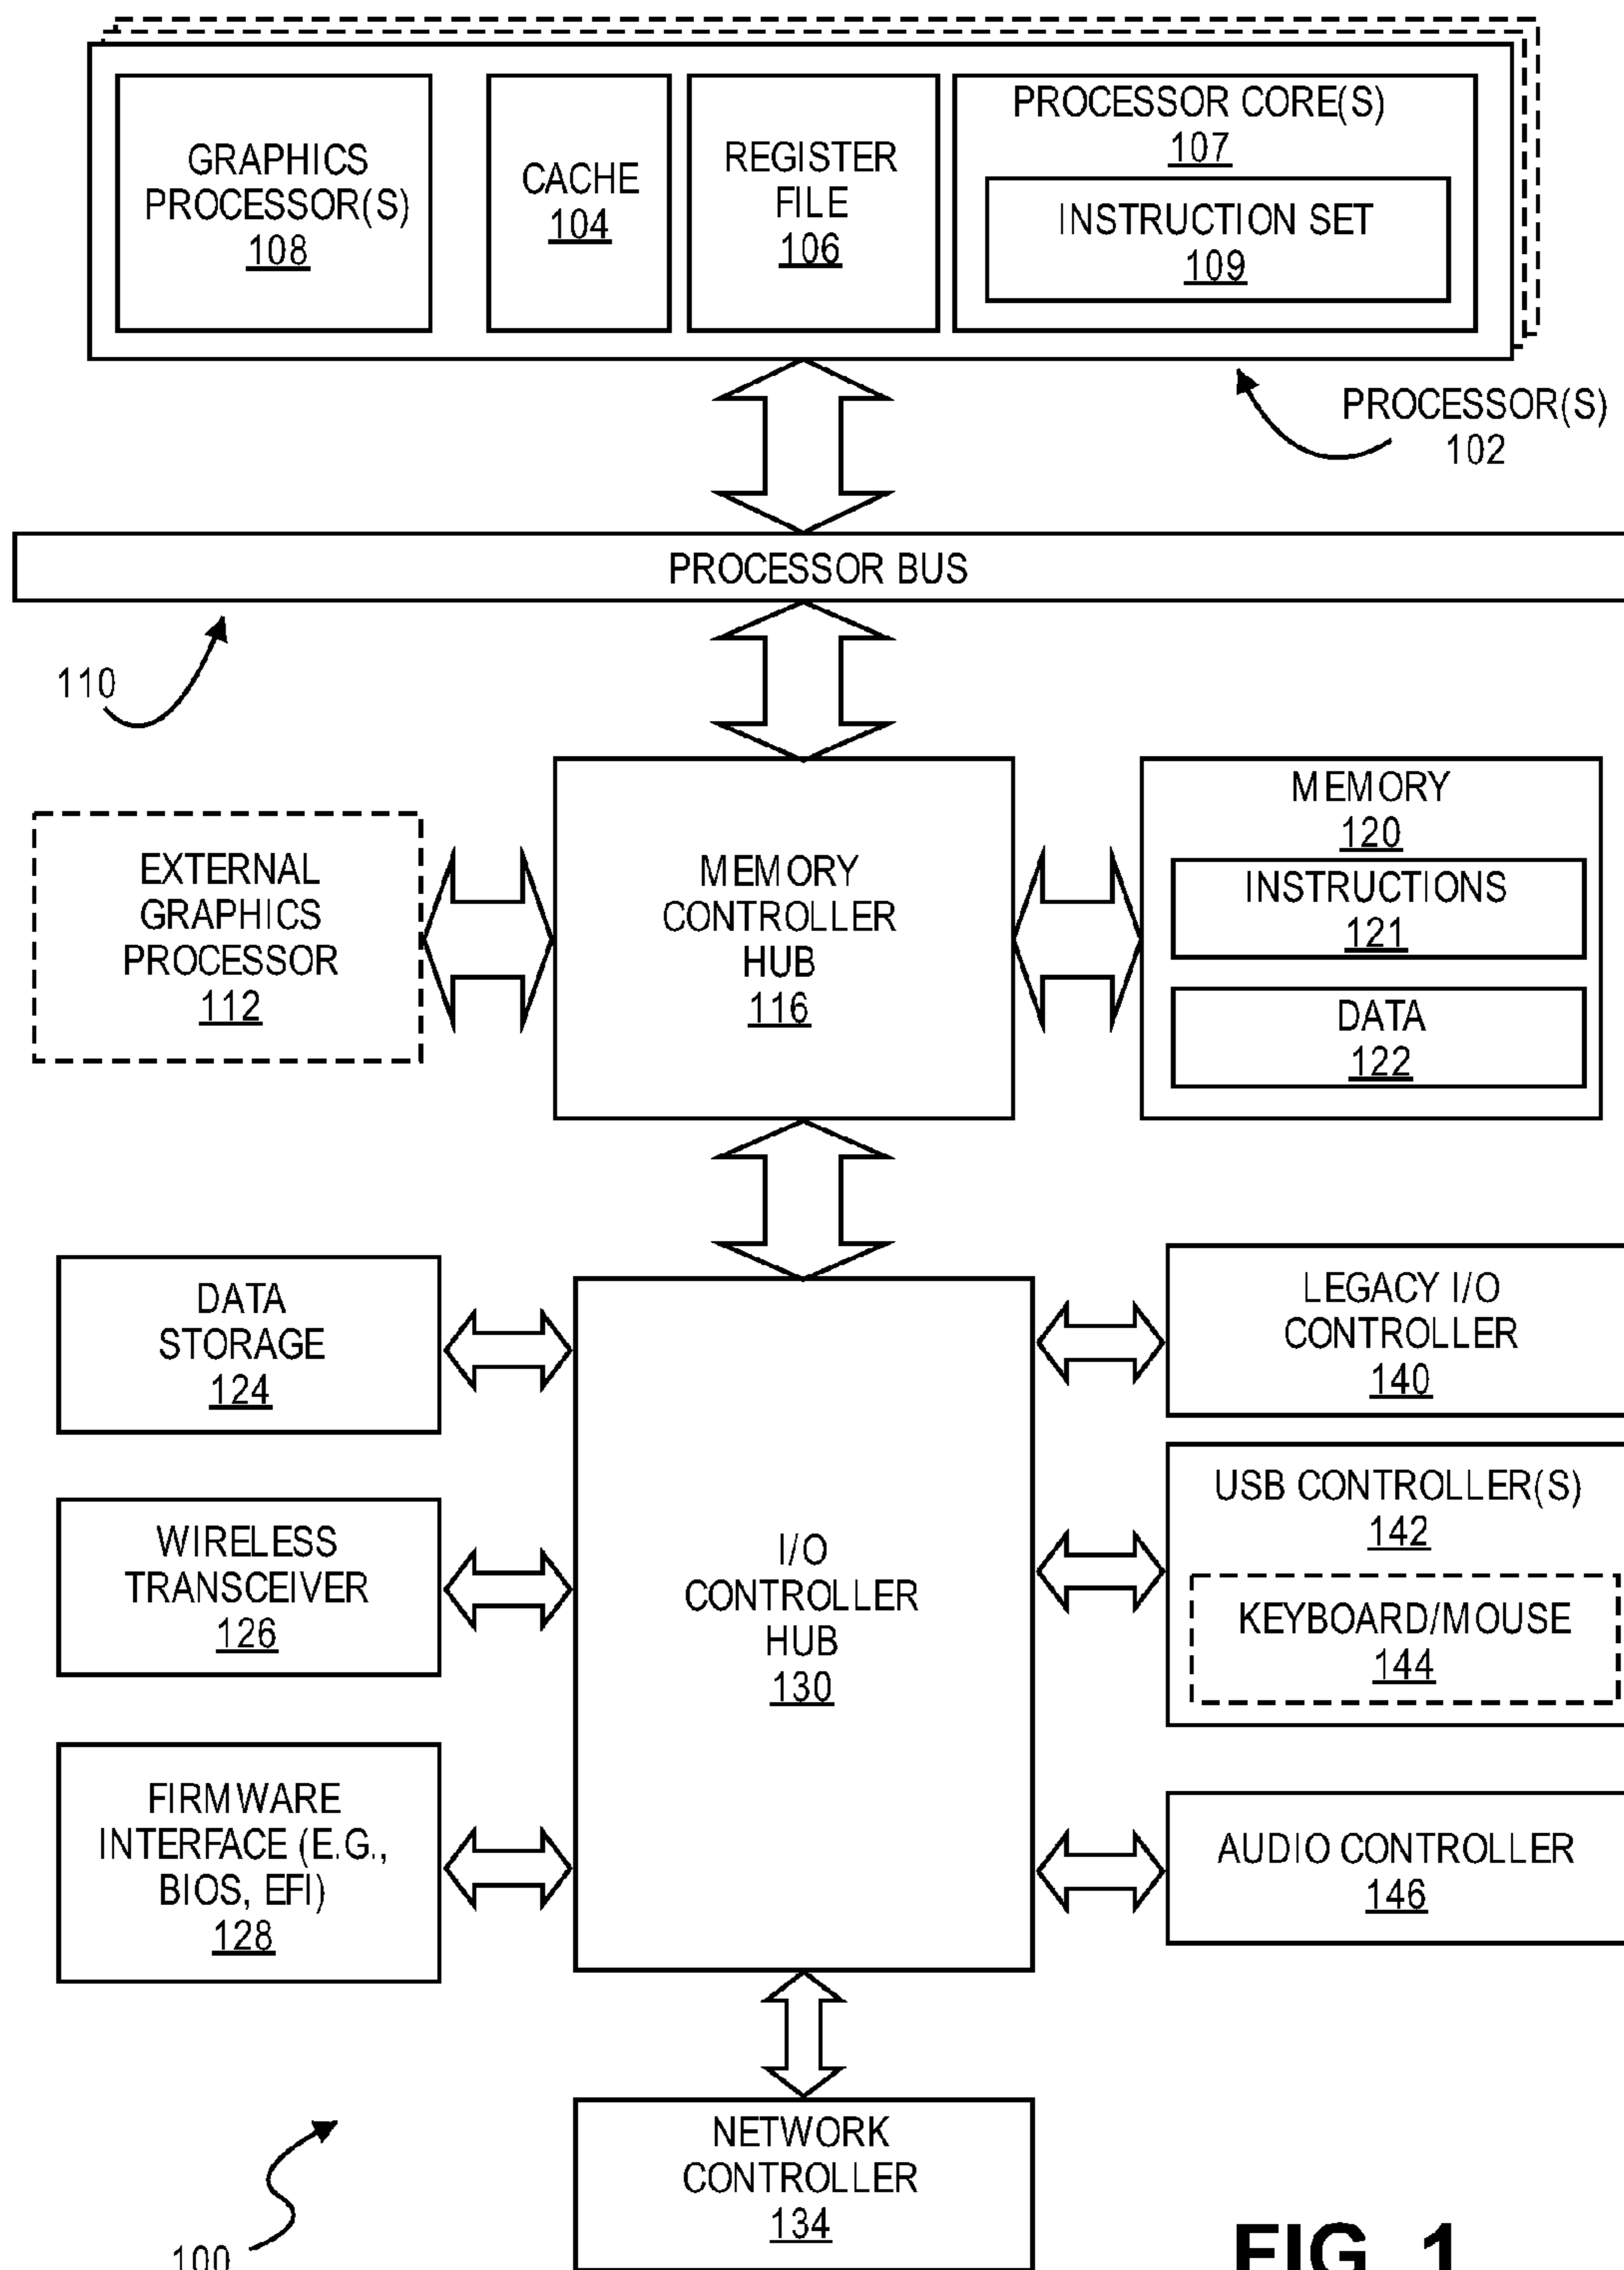 GRAPHICS
PROCESSOR(S)
108
CACHE
104
REGISTER
FILE
106
PROCESSOR CORE(S)
107
INSTRUCTION SET
109
PROCESSOR(S)
102
PROCESSOR BUS
110
EXTERNAL
GRAPHICS
PROCESSOR
112
MEMORY
CONTROLLER
HUB
116
MEMORY
120
INSTRUCTIONS
121
DATA
122
DATA
STORAGE
124
WIRELESS
TRANSCEIVER
126
FIRMWARE
INTERFACE (E.G.,
BIOS, EFI)
128
I/O
CONTROLLER
HUB
130
LEGACY I/O
CONTROLLER
140
USB CONTROLLER(S)
142
KEYBOARD/MOUSE
144
AUDIO CONTROLLER
146
NETWORK
CONTROLLER
134
100
FIG. 1